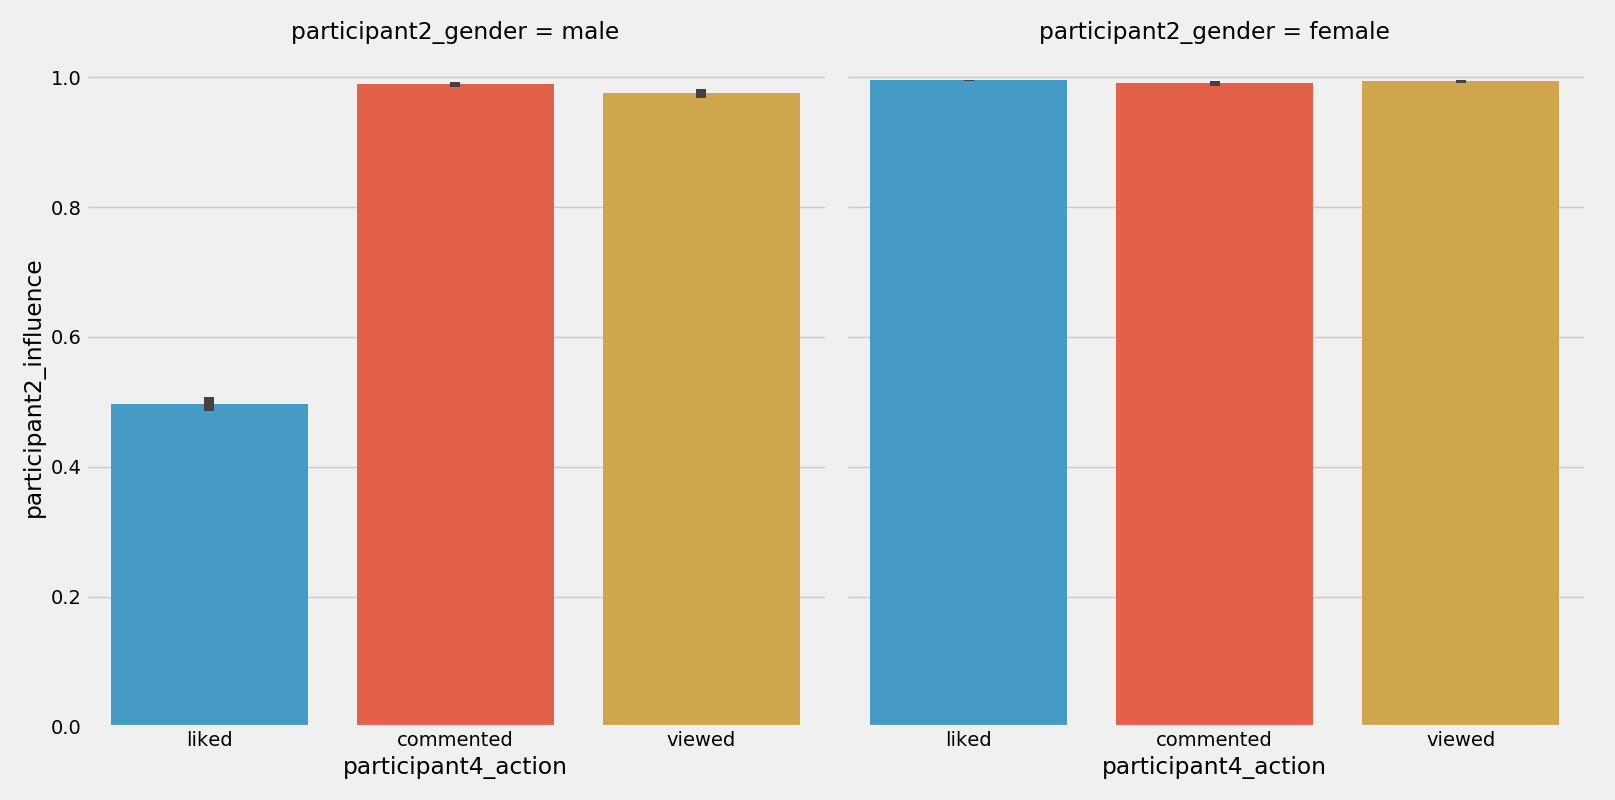 participant2_gender = male
participant2_gender = female
participant2_influence
1.0
0.8
0.6
0.4
0.2
0.0
liked commented viewed
liked commented viewed
participant4_action
participant4_action